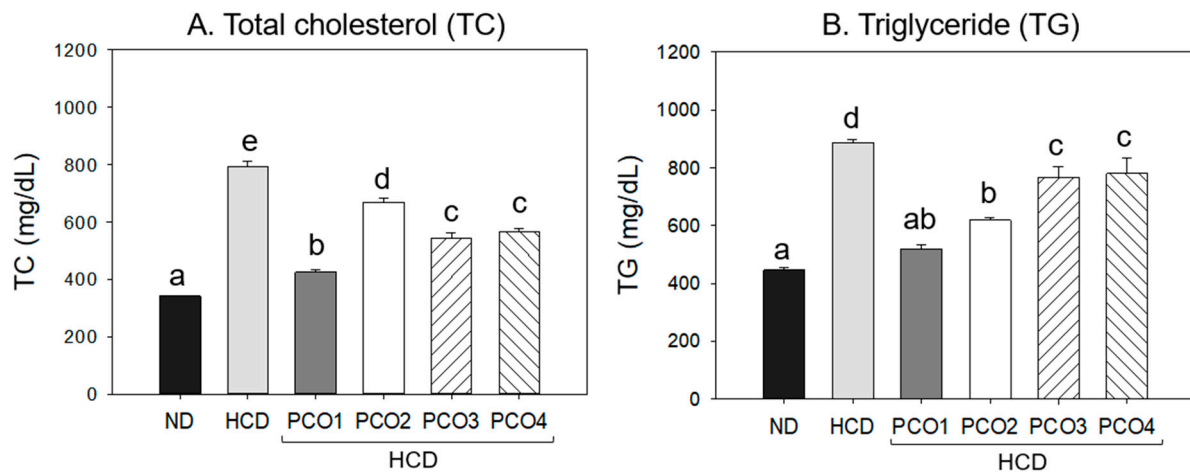 A. Total cholesterol (TC)
1200
1000
800
600
400
200
0
TC (mg/dL)
a
e
b
d
c
c
ND HCD PCO1 PCO2 PCO3 PCO4
HCD
B. Triglyceride (TG)
1200
1000
800
600
400
200
0
TG (mg/dL)
a
d
ab
b
c
c
ND HCD PCO1 PCO2 PCO3 PCO4
HCD